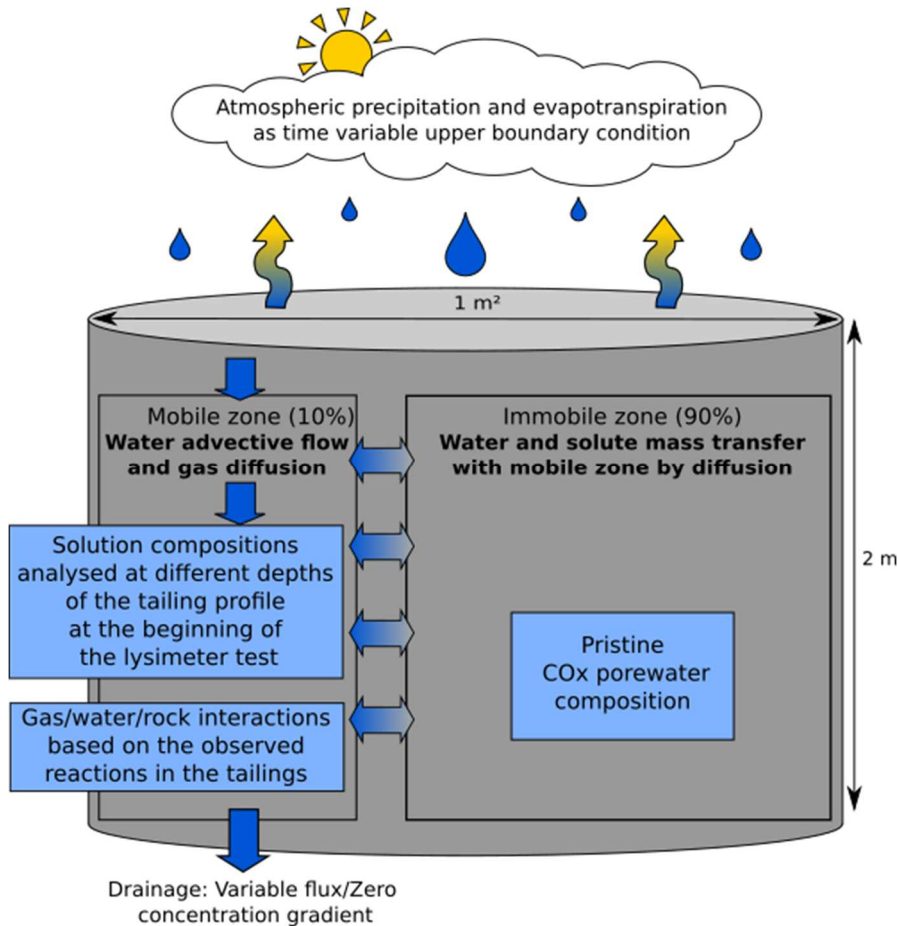 Atmospheric precipitation and evapotranspiration
as time variable upper boundary condition
1 m²
Mobile zone (10%)
Water advective flow
and gas diffusion
Immobile zone (90%)
Water and solute mass transfer
with mobile zone by diffusion
Solution compositions
analysed at different depths
of the tailing profile
at the beginning of
the lysimeter test
2 m
Pristine
COx porewater
composition
Gas/water/rock interactions
based on the observed
reactions in the tailings
Drainage: Variable flux/Zero
concentration gradient